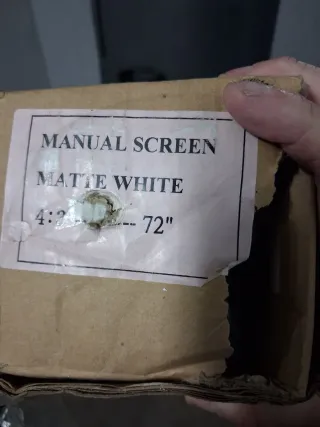 MANUAL SCREEN
MATTE WHITE
4: -- 72"